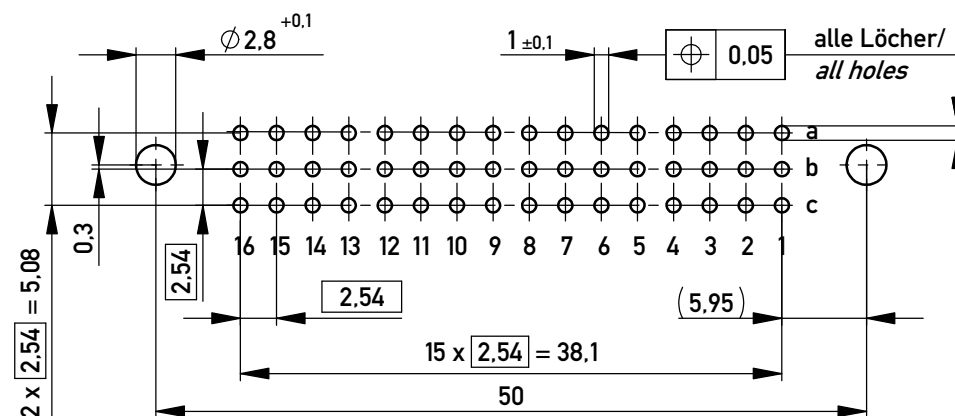 ⌀ 2,8 +0,1
1 ±0,1
⌖ 0,05
alle Löcher/
all holes
a
b
c
16 15 14 13 12 11 10 9 8 7 6 5 4 3 2 1
0,3
2,54
2,54
(5,95)
2 x 2,54 = 5,08
15 x 2,54 = 38,1
50